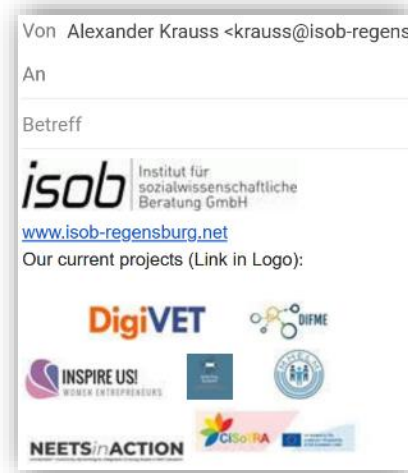 Von Alexander Krauss <krauss@isob-regens
An
Betreff
isob Institut für
sozialwissenschaftliche
Beratung GmbH
www.isob-regensburg.net
Our current projects (Link in Logo):
DigiVET
DIFME
INSPIRE US!
WOMEN ENTREPRENEURS
NEETSinACTION
CISOTRA